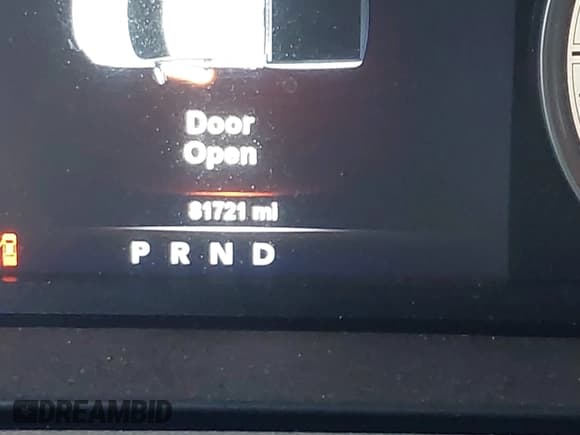 Door
Open
81721 mi
P R N D
DREAMBID